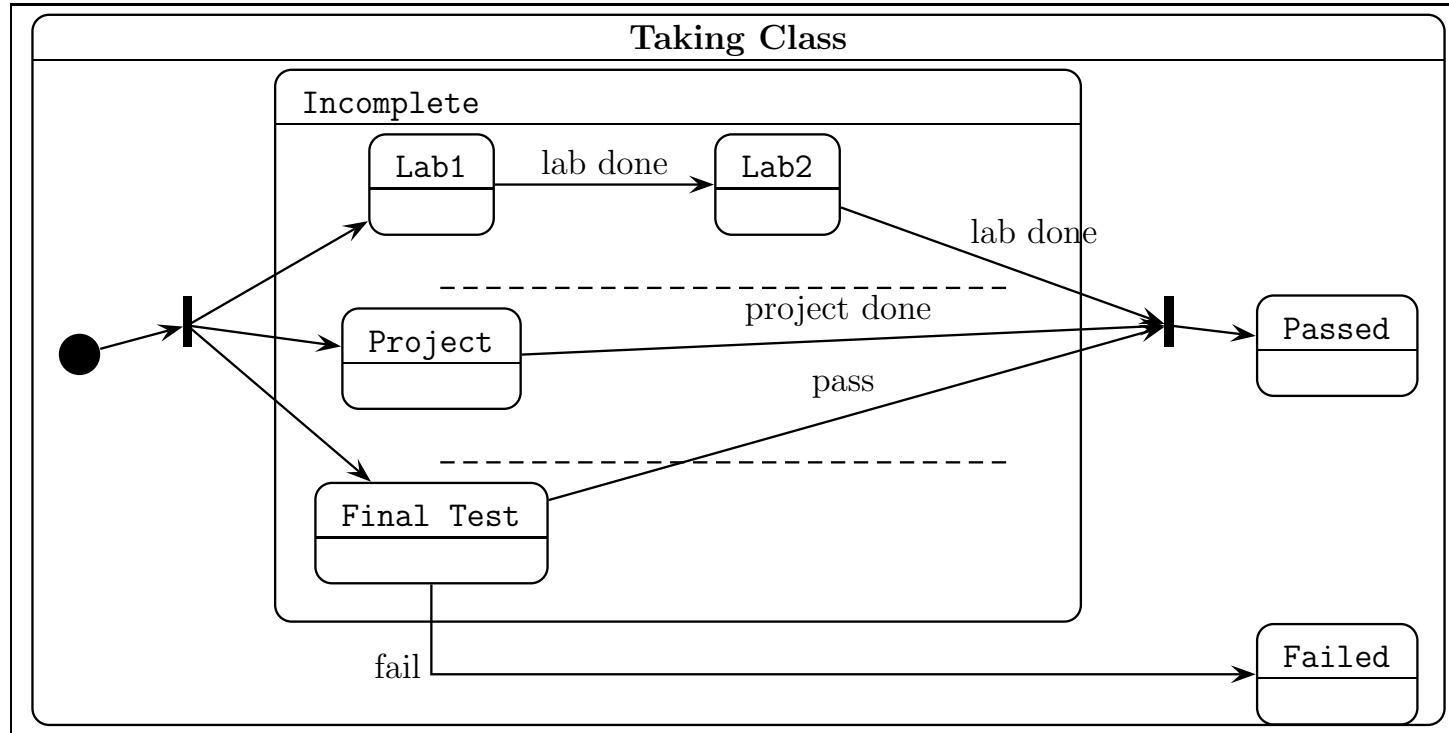 Taking Class
Incomplete
Lab1
lab done
Lab2
lab done
project done
Project
Passed
pass
Final Test
fail
Failed